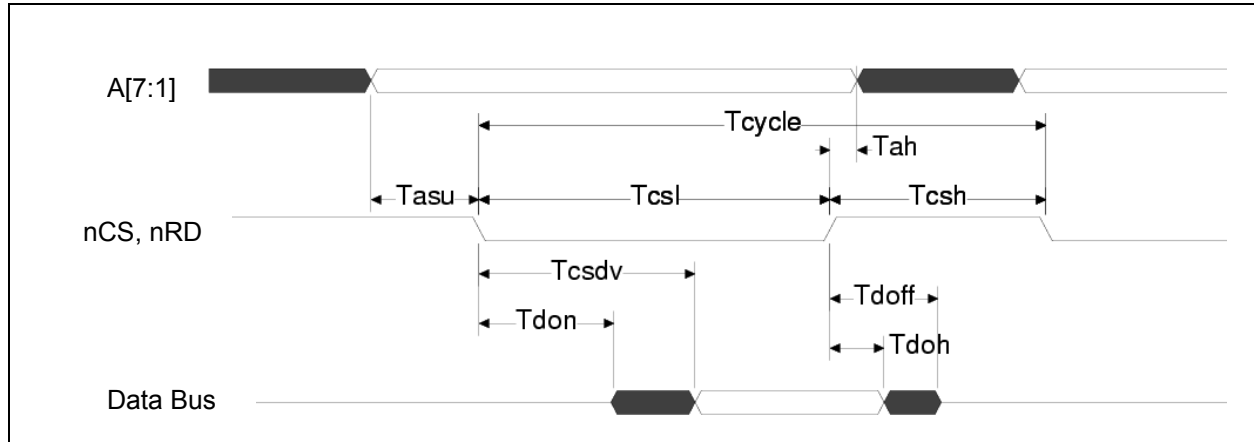 A[7:1]
Tcycle
Tah
Tasu
Tcsl
Tcsh
nCS, nRD
Tcsdv
Tdoff
Tdon
Tdoh
Data Bus